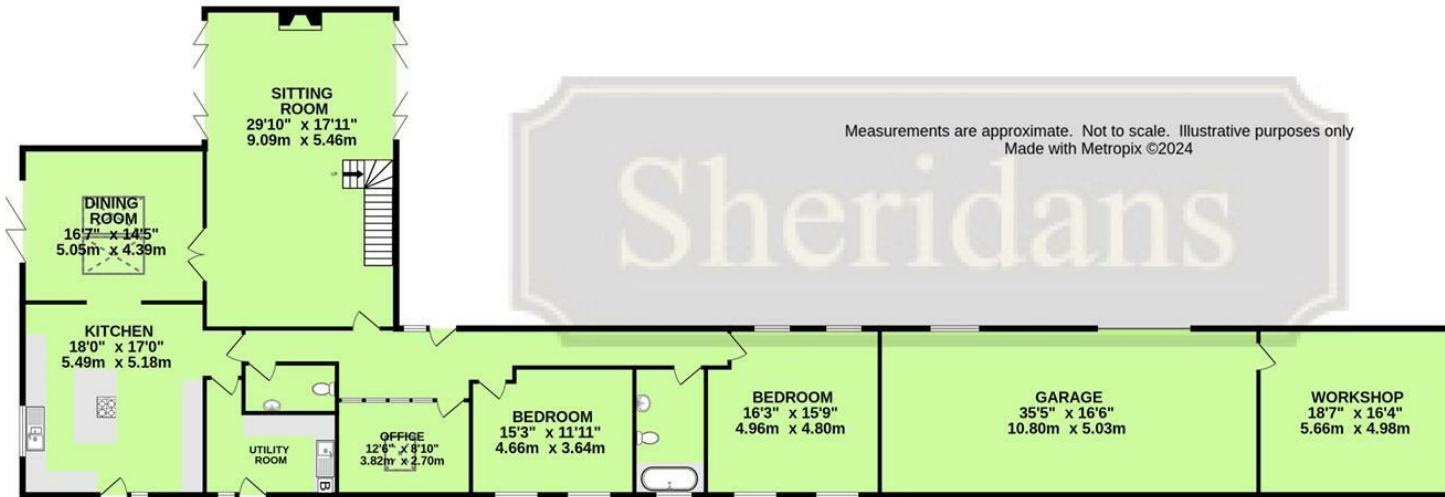 SITTING
ROOM
29'10" x 17'11"
9.09m x 5.46m
UP
Measurements are approximate. Not to scale. Illustrative purposes only
Made with Metropix ©2024
Sheridans
DINING
ROOM
16'7" x 14'5"
5.05m x 4.39m
KITCHEN
18'0" x 17'0"
5.49m x 5.18m
UTILITY
ROOM
B
OFFICE
12'6" x 8'10"
3.82m x 2.70m
BEDROOM
15'3" x 11'11"
4.66m x 3.64m
BEDROOM
16'3" x 15'9"
4.96m x 4.80m
GARAGE
35'5" x 16'6"
10.80m x 5.03m
WORKSHOP
18'7" x 16'4"
5.66m x 4.98m